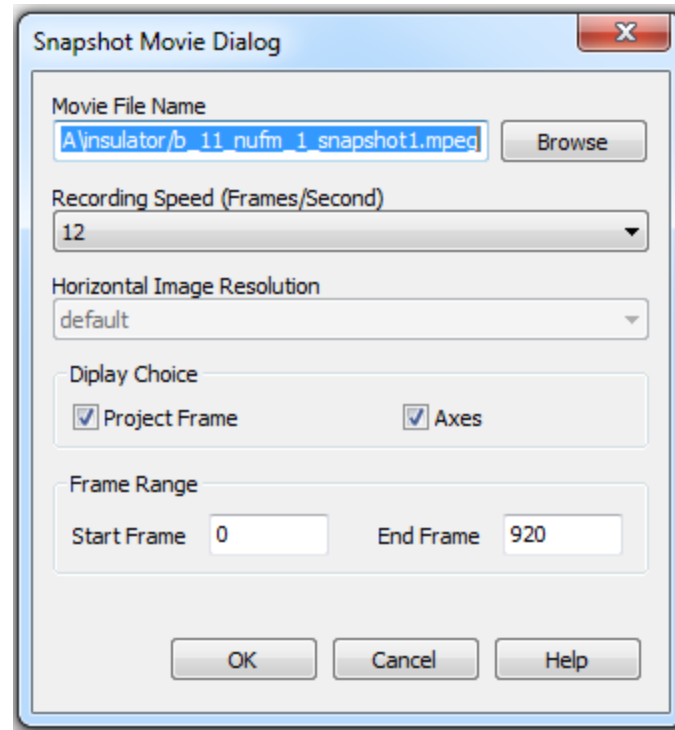 Snapshot Movie Dialog
Movie File Name
A\insulator/b_11_nufm_1_snapshot1.mpeg
Browse
Recording Speed (Frames/Second)
12
Horizontal Image Resolution
default
Diplay Choice
Project Frame Axes
Frame Range
Start Frame 0 End Frame 920
OK Cancel Help